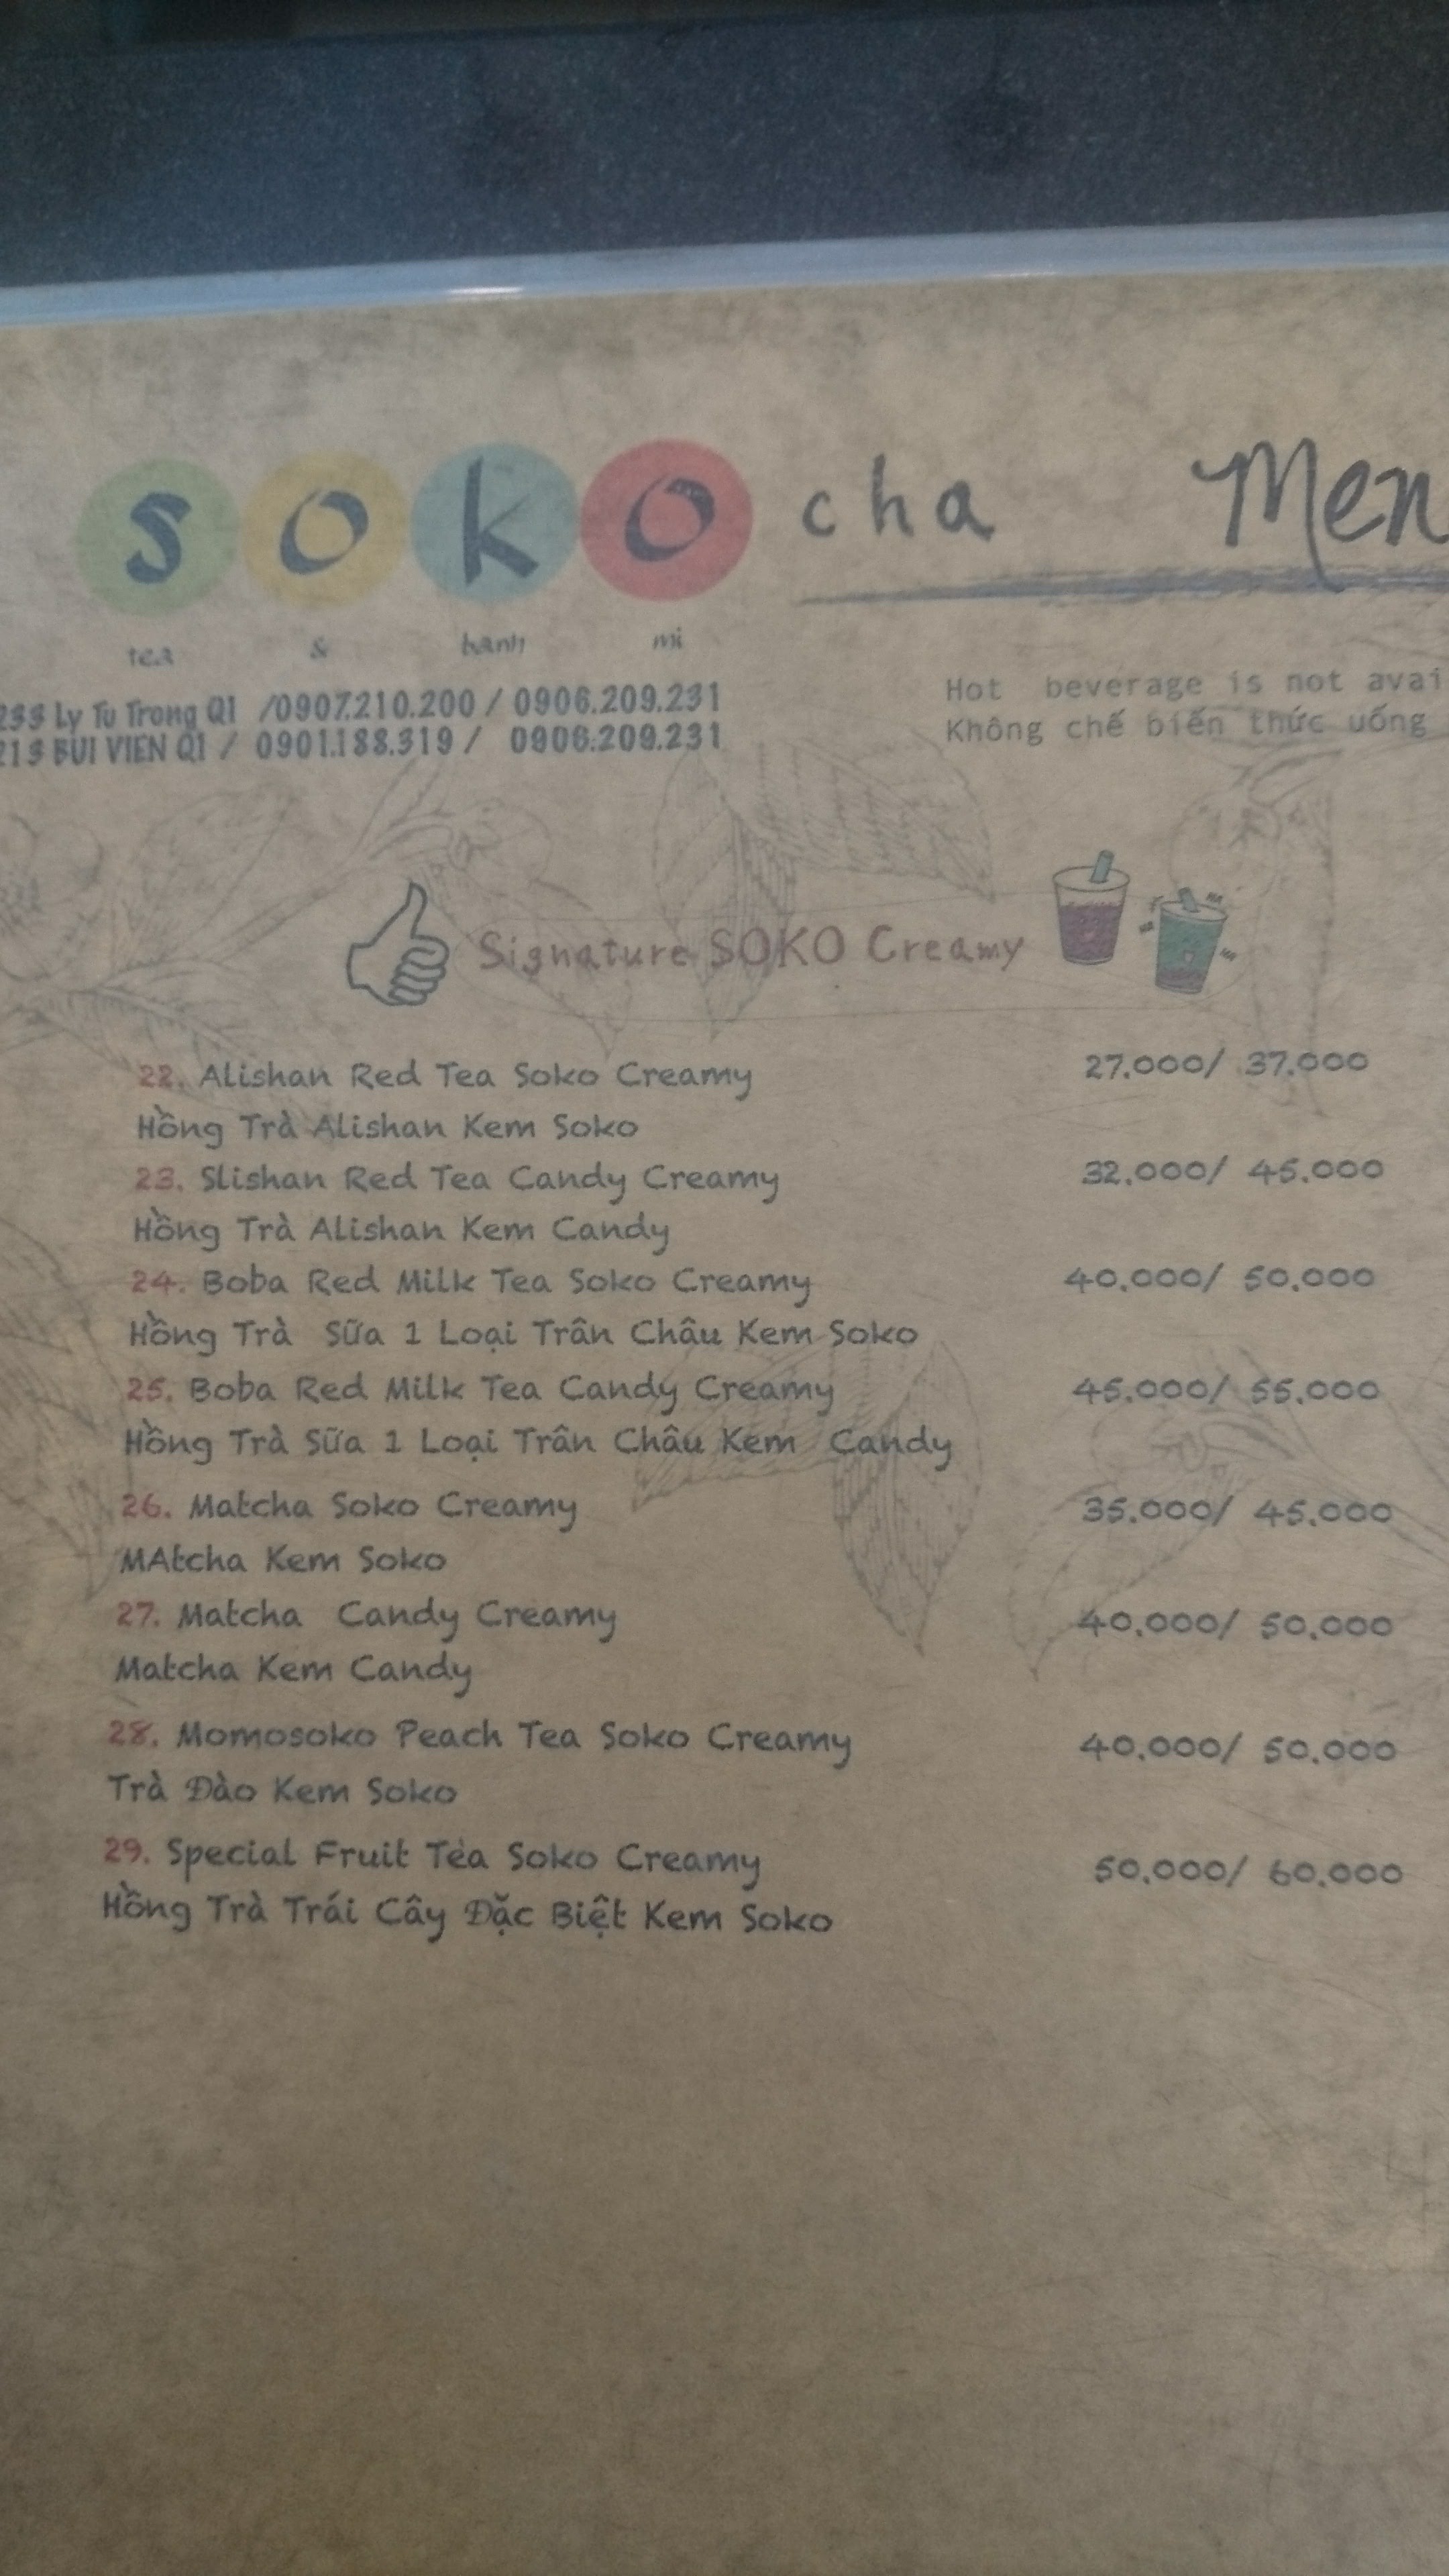 soko cha Men
tea & banh mi
233 Ly Tu Trong Q1 /0907.210.200 / 0906.209.231
213 BUI VIEN Q1 / 0901.188.319 / 0906.209.231
Hot beverage is not avai
Không chế biến thức uống
Signature SOKO Creamy
22. Alishan Red Tea Soko Creamy 27.000/ 37.000
Hồng Trà Alishan Kem Soko
23. Slishan Red Tea Candy Creamy 32.000/ 45.000
Hồng Trà Alishan Kem Candy
24. Boba Red Milk Tea Soko Creamy 40.000/ 50.000
Hồng Trà Sữa 1 Loại Trân Châu Kem Soko
25. Boba Red Milk Tea Candy Creamy 45.000/ 55.000
Hồng Trà Sữa 1 Loại Trân Châu Kem Candy
26. Matcha Soko Creamy 35.000/ 45.000
MAtcha Kem Soko
27. Matcha Candy Creamy 40.000/ 50.000
Matcha Kem Candy
28. Momosoko Peach Tea Soko Creamy 40.000/ 50.000
Trà Đào Kem Soko
29. Special Fruit Tea Soko Creamy 50.000/ 60.000
Hồng Trà Trái Cây Đặc Biệt Kem Soko